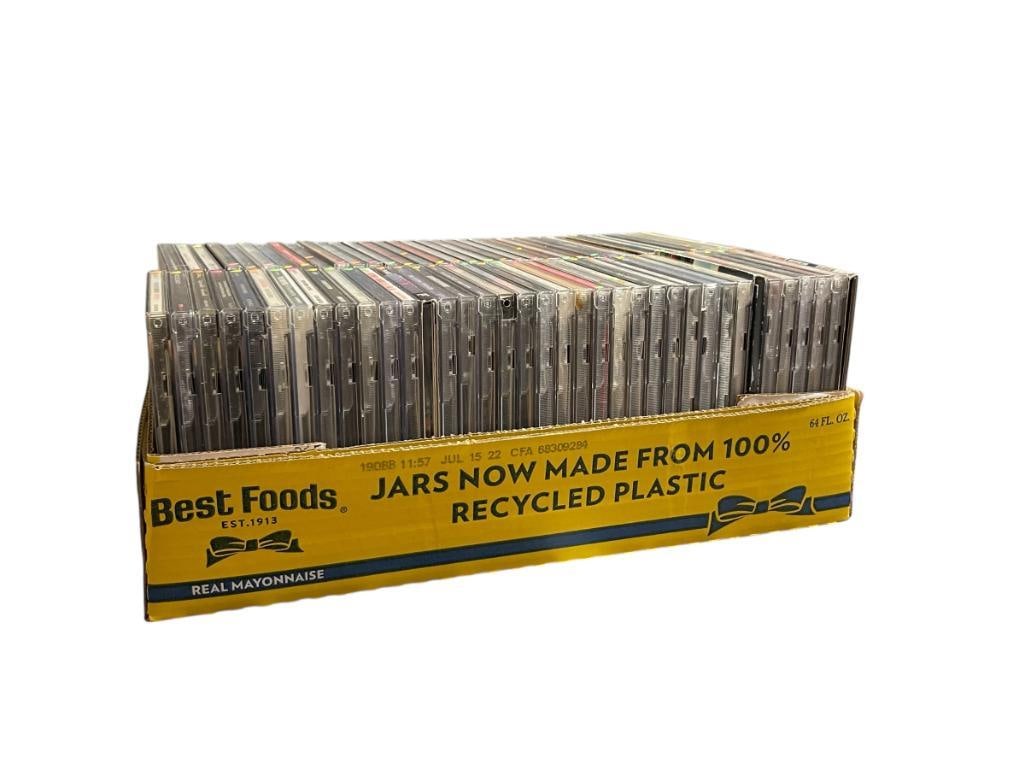 19088 11:57 JUL 15 22 CFA 68309284
64 FL. OZ.
JARS NOW MADE FROM 100%
RECYCLED PLASTIC
Best Foods®
EST.1913
REAL MAYONNAISE